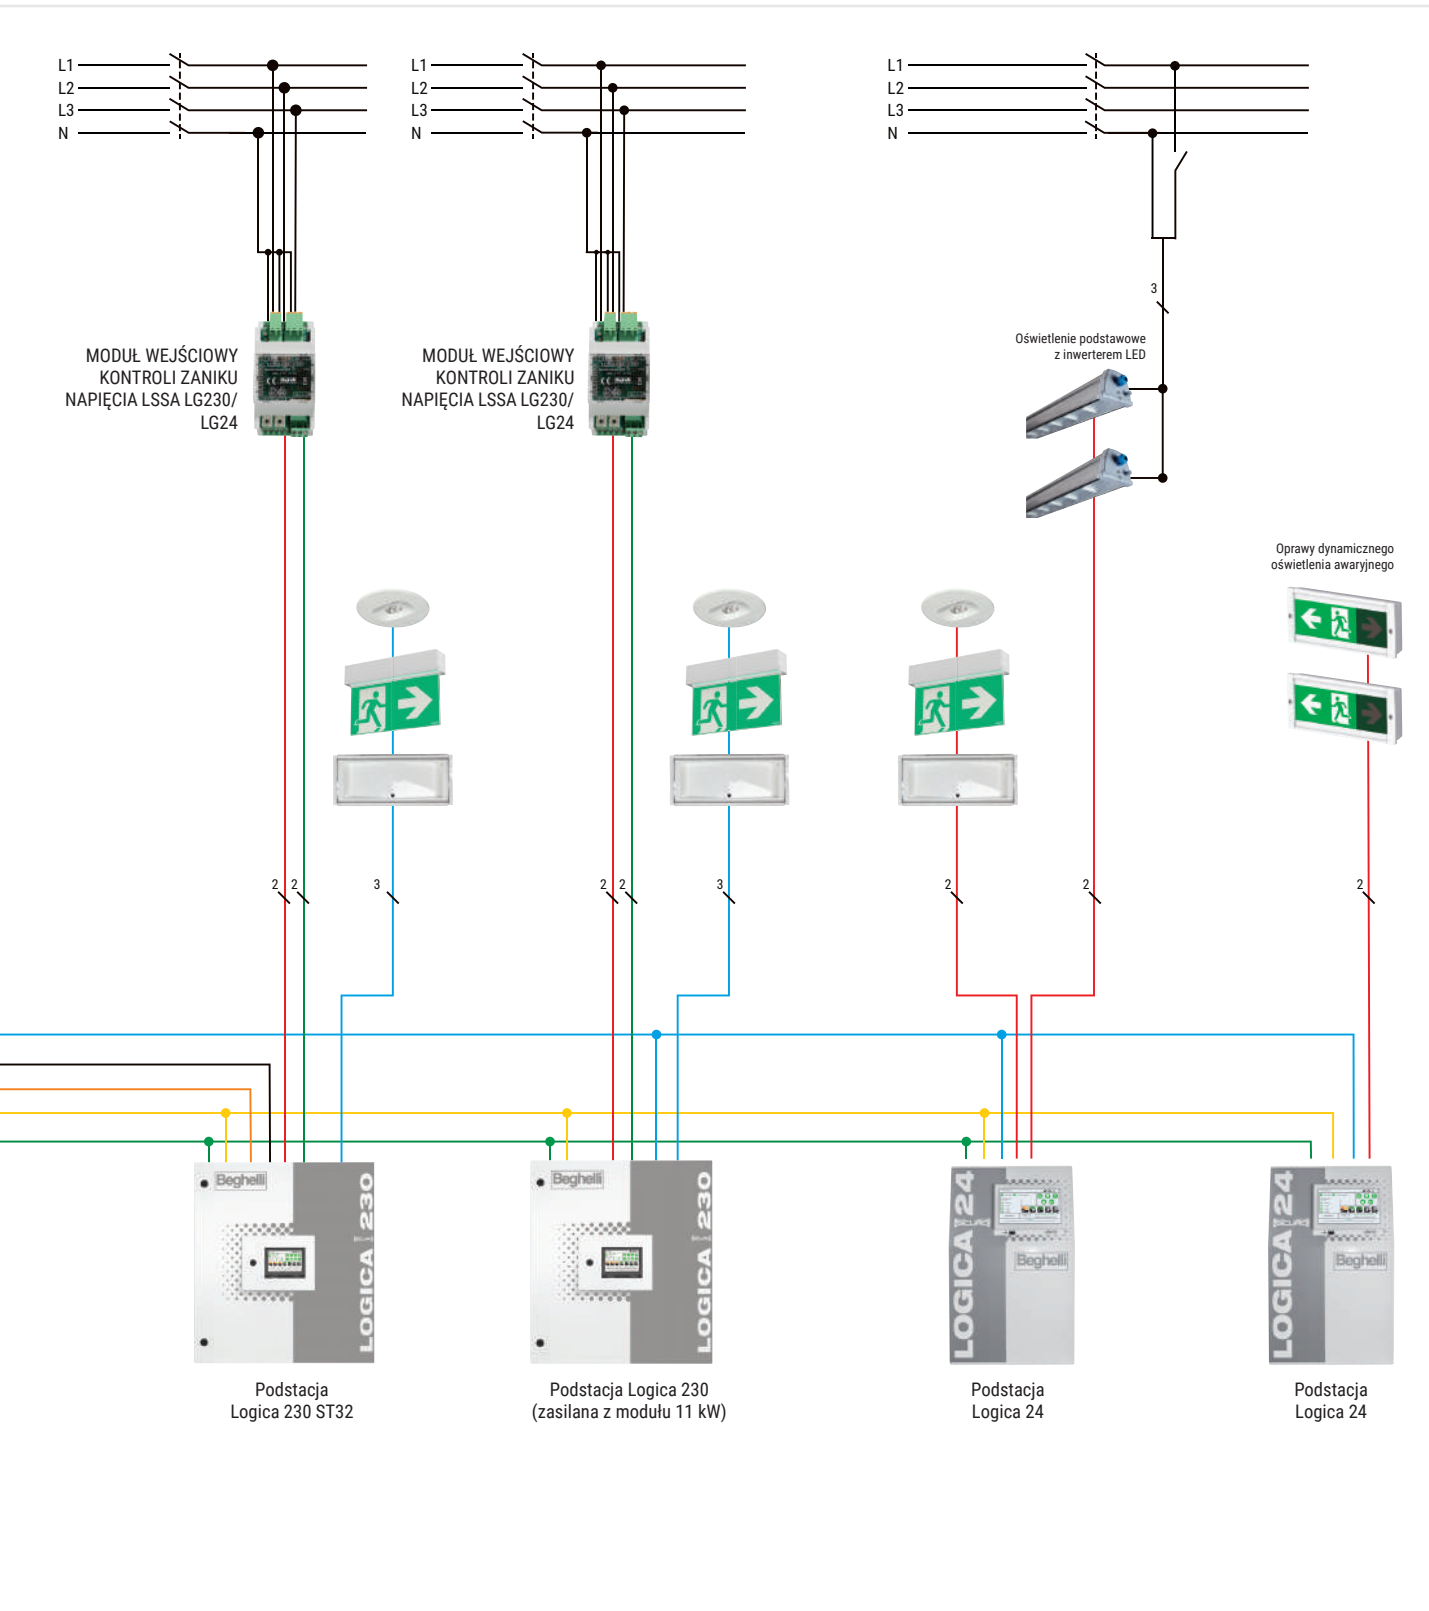 L1
L2
L3
N
L1
L2
L3
N
L1
L2
L3
N
3
MODUŁ WEJŚCIOWY
KONTROLI ZANIKU
NAPIĘCIA LSSA LG230/
LG24
MODUŁ WEJŚCIOWY
KONTROLI ZANIKU
NAPIĘCIA LSSA LG230/
LG24
Oświetlenie podstawowe
z inwerterem LED
Oprawy dynamicznego
oświetlenia awaryjnego
2
2
3
2
2
3
2
2
2
Beghelli
LOGICA 230
Beghelli
LOGICA 230
LOGICA 24
Beghelli
LOGICA 24
Beghelli
Podstacja
Logica 230 ST32
Podstacja Logica 230
(zasilana z modułu 11 kW)
Podstacja
Logica 24
Podstacja
Logica 24